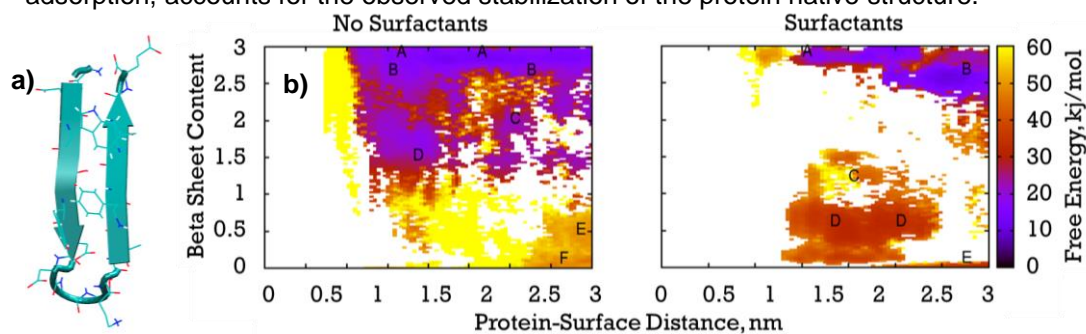 adsorption, accounts for the observed stabilization of the protein native structure.
a)
b)
No Surfactants
Beta Sheet Content
3
2.5
2
1.5
1
0.5
0
A A
B B
C
D
E
F
0 0.5 1 1.5 2 2.5 3
Surfactants
A
B
C
D D
E
0 0.5 1 1.5 2 2.5 3
Protein-Surface Distance, nm
60
50
40
30
20
10
0
Free Energy, kj/mol